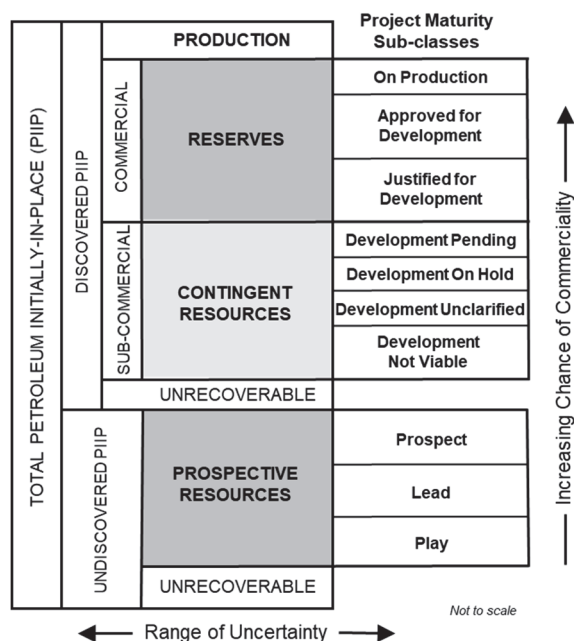 TOTAL PETROLEUM INITIALLY-IN-PLACE (PIIP)
DISCOVERED PIIP
COMMERCIAL
PRODUCTION
Project Maturity
Sub-classes
RESERVES
On Production
Approved for
Development
Justified for
Development
SUB-COMMERCIAL
CONTINGENT
RESOURCES
Development Pending
Development On Hold
Development Unclarified
Development
Not Viable
UNRECOVERABLE
UNDISCOVERED PIIP
PROSPECTIVE
RESOURCES
Prospect
Lead
Play
UNRECOVERABLE
Increasing Chance of Commerciality
Not to scale
Range of Uncertainty